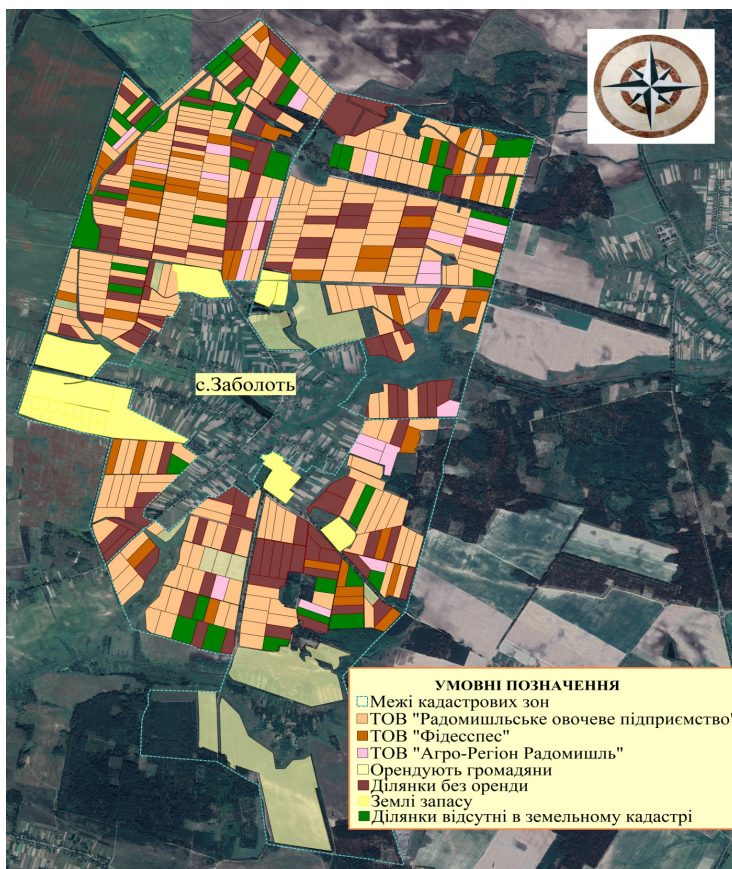 с.Заболоть
УМОВНІ ПОЗНАЧЕННЯ
Межі кадастрових зон
ТОВ "Радомишльське овочеве підприємство"
ТОВ "Фідесспес"
ТОВ "Агро-Регіон Радомишль"
Орендують громадяни
Ділянки без оренди
Землі запасу
Ділянки відсутні в земельному кадастрі